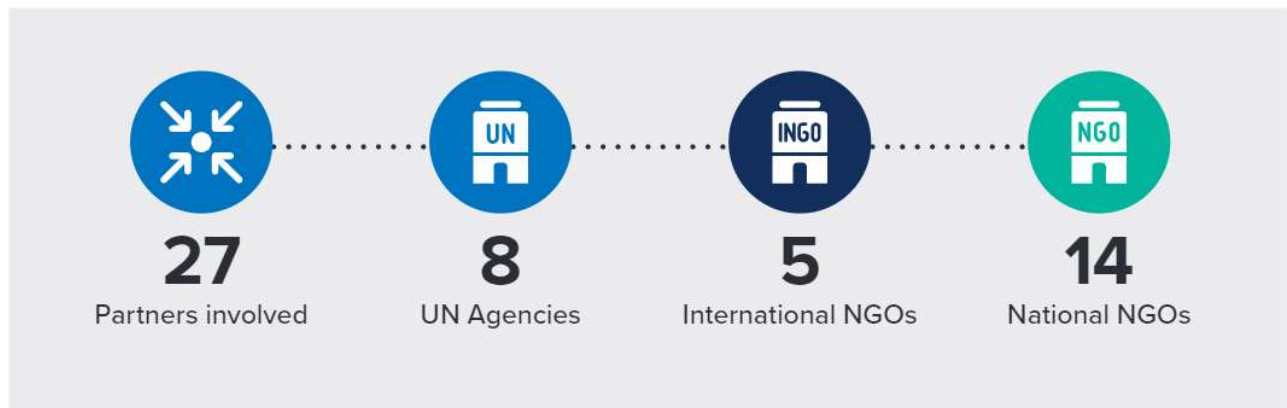 UN
INGO
NGO
27
8
5
14
Partners involved
UN Agencies
International NGOs
National NGOs